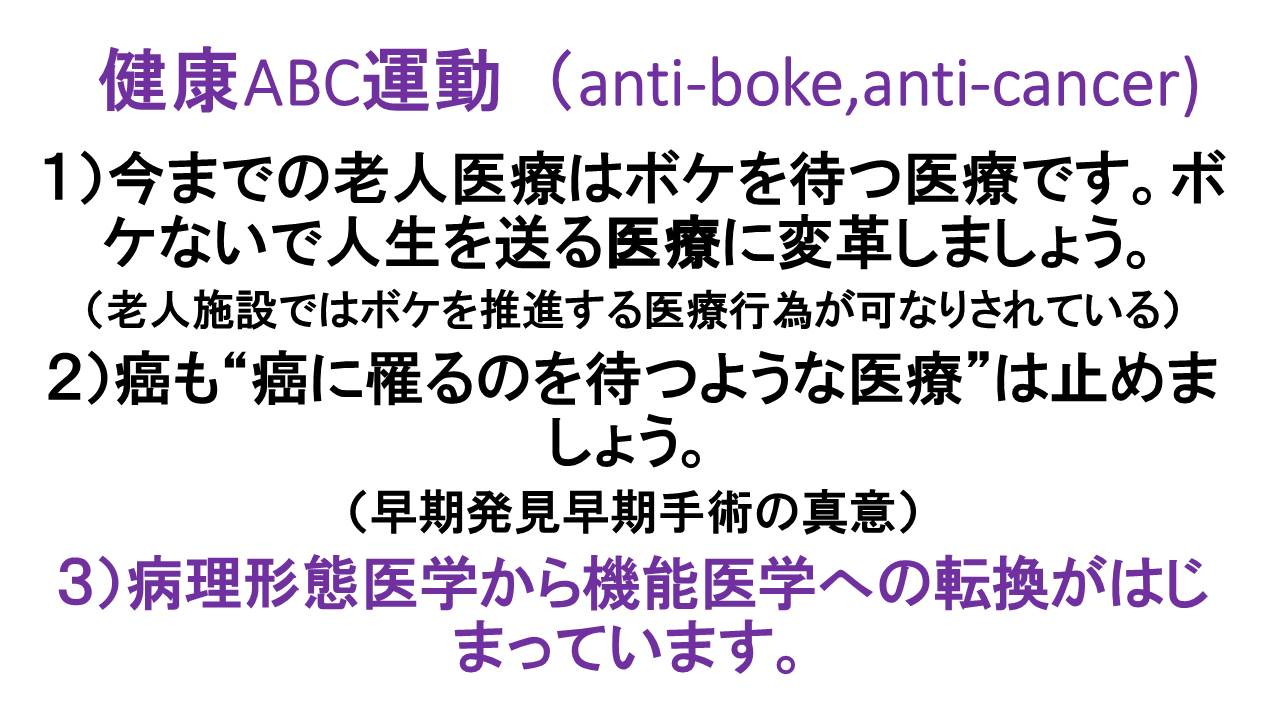 健康ABC運動（anti-boke,anti-cancer)
１）今までの老人医療はボケを待つ医療です。ボ
ケないで人生を送る医療に変革しましょう。
（老人施設ではボケを推進する医療行為が可なりされている）
２）癌も“癌に罹るのを待つような医療”は止めま
しょう。
（早期発見早期手術の真意）
３）病理形態医学から機能医学への転換がはじ
まっています。